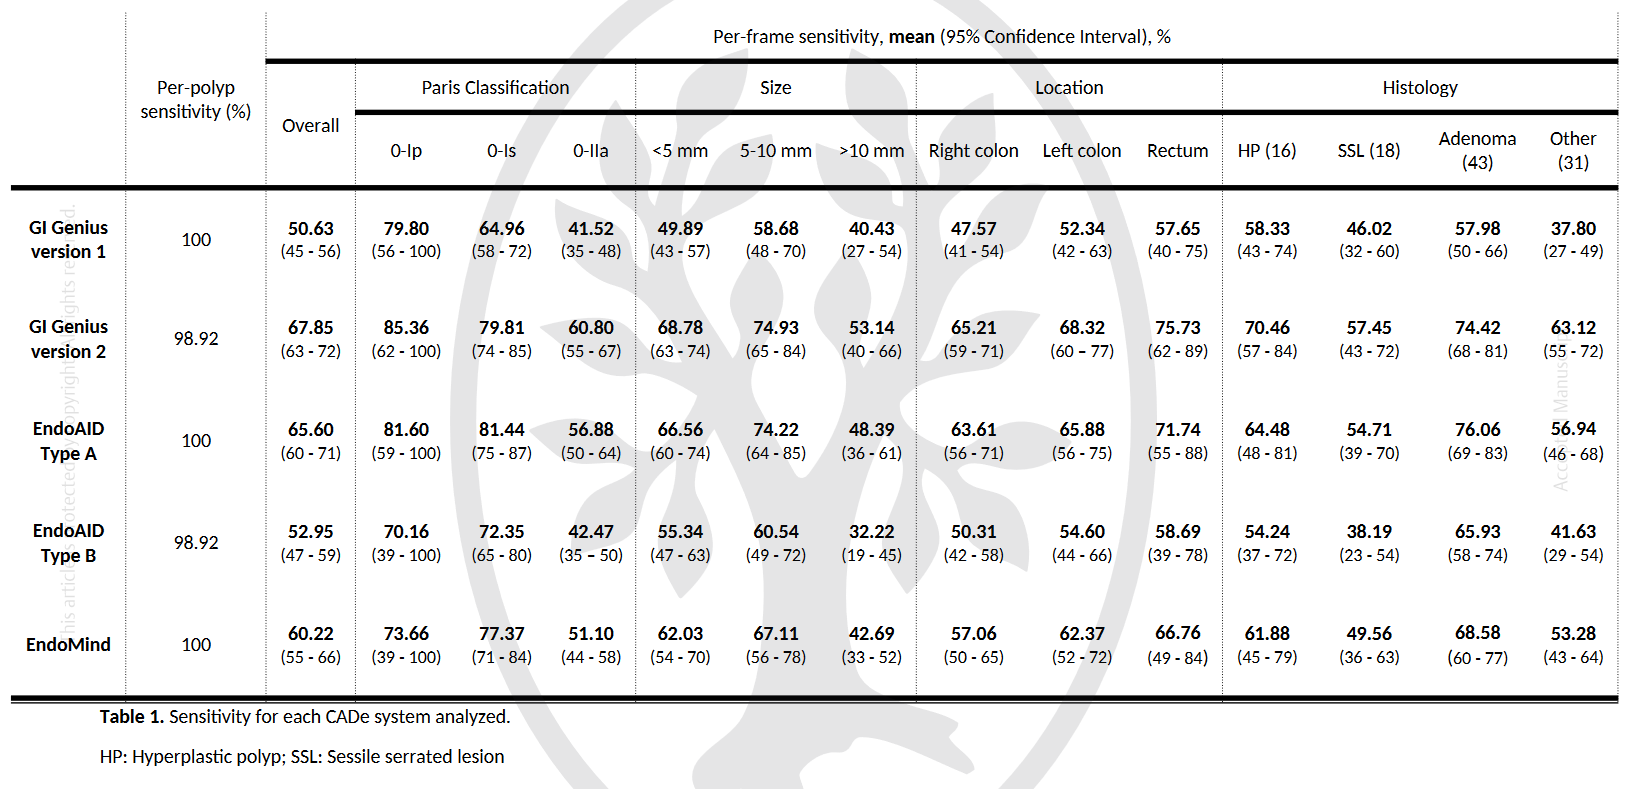 Per-frame sensitivity, mean (95% Confidence Interval), %
Per-polyp sensitivity (%) Overall Paris Classification Size Location Histology
0-Ip 0-Is 0-IIa <5 mm 5-10 mm >10 mm Right colon Left colon Rectum HP (16) SSL (18) Adenoma (43) Other (31)
GI Genius version 1 100 50.63 79.80 64.96 41.52 49.89 58.68 40.43 47.57 52.34 57.65 58.33 46.02 57.98 37.80
(45 - 56) (56 - 100) (58 - 72) (35 - 48) (43 - 57) (48 - 70) (27 - 54) (41 - 54) (42 - 63) (40 - 75) (43 - 74) (32 - 60) (50 - 66) (27 - 49)
GI Genius version 2 98.92 67.85 85.36 79.81 60.80 68.78 74.93 53.14 65.21 68.32 75.73 70.46 57.45 74.42 63.12
(63 - 72) (62 - 100) (74 - 85) (55 - 67) (63 - 74) (65 - 84) (40 - 66) (59 - 71) (60 – 77) (62 - 89) (57 - 84) (43 - 72) (68 - 81) (55 - 72)
EndoAID Type A 100 65.60 81.60 81.44 56.88 66.56 74.22 48.39 63.61 65.88 71.74 64.48 54.71 76.06 56.94
(60 - 71) (59 - 100) (75 - 87) (50 - 64) (60 - 74) (64 - 85) (36 - 61) (56 - 71) (56 - 75) (55 - 88) (48 - 81) (39 - 70) (69 - 83) (46 - 68)
EndoAID Type B 98.92 52.95 70.16 72.35 42.47 55.34 60.54 32.22 50.31 54.60 58.69 54.24 38.19 65.93 41.63
(47 - 59) (39 - 100) (65 - 80) (35 – 50) (47 - 63) (49 - 72) (19 - 45) (42 - 58) (44 - 66) (39 - 78) (37 - 72) (23 - 54) (58 - 74) (29 - 54)
EndoMind 100 60.22 73.66 77.37 51.10 62.03 67.11 42.69 57.06 62.37 66.76 61.88 49.56 68.58 53.28
(55 - 66) (39 - 100) (71 - 84) (44 - 58) (54 - 70) (56 - 78) (33 - 52) (50 - 65) (52 - 72) (49 - 84) (45 - 79) (36 - 63) (60 - 77) (43 - 64)
Table 1. Sensitivity for each CADe system analyzed.
HP: Hyperplastic polyp; SSL: Sessile serrated lesion